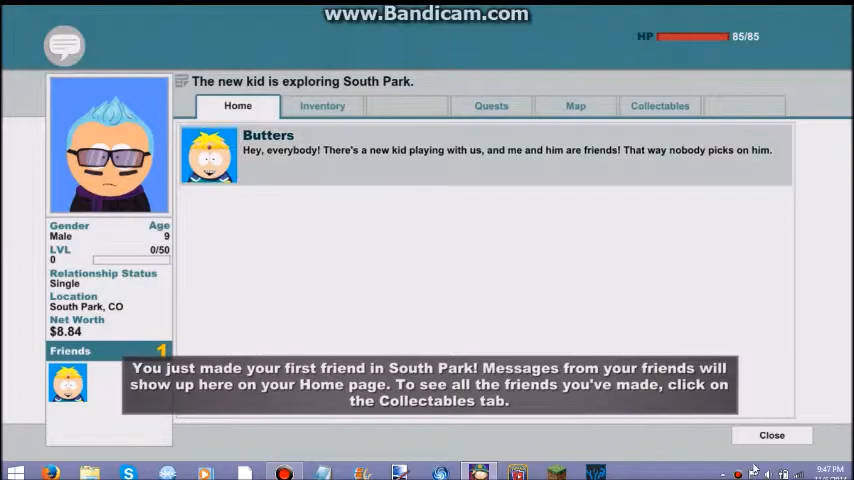 www.Bandicam.com
HP 85/85
The new kid is exploring South Park.
Home Inventory Quests Map Collectables
Butters
Hey, everybody! There's a new kid playing with us, and me and him are friends! That way nobody picks on him.
Gender Age
Male 9
LVL 0/50
0
Relationship Status
Single
Location
South Park, CO
Net Worth
$8.84
Friends 1
You just made your first friend in South Park! Messages from your friends will
show up here on your Home page. To see all the friends you've made, click on
the Collectables tab.
Close
9:47 PM